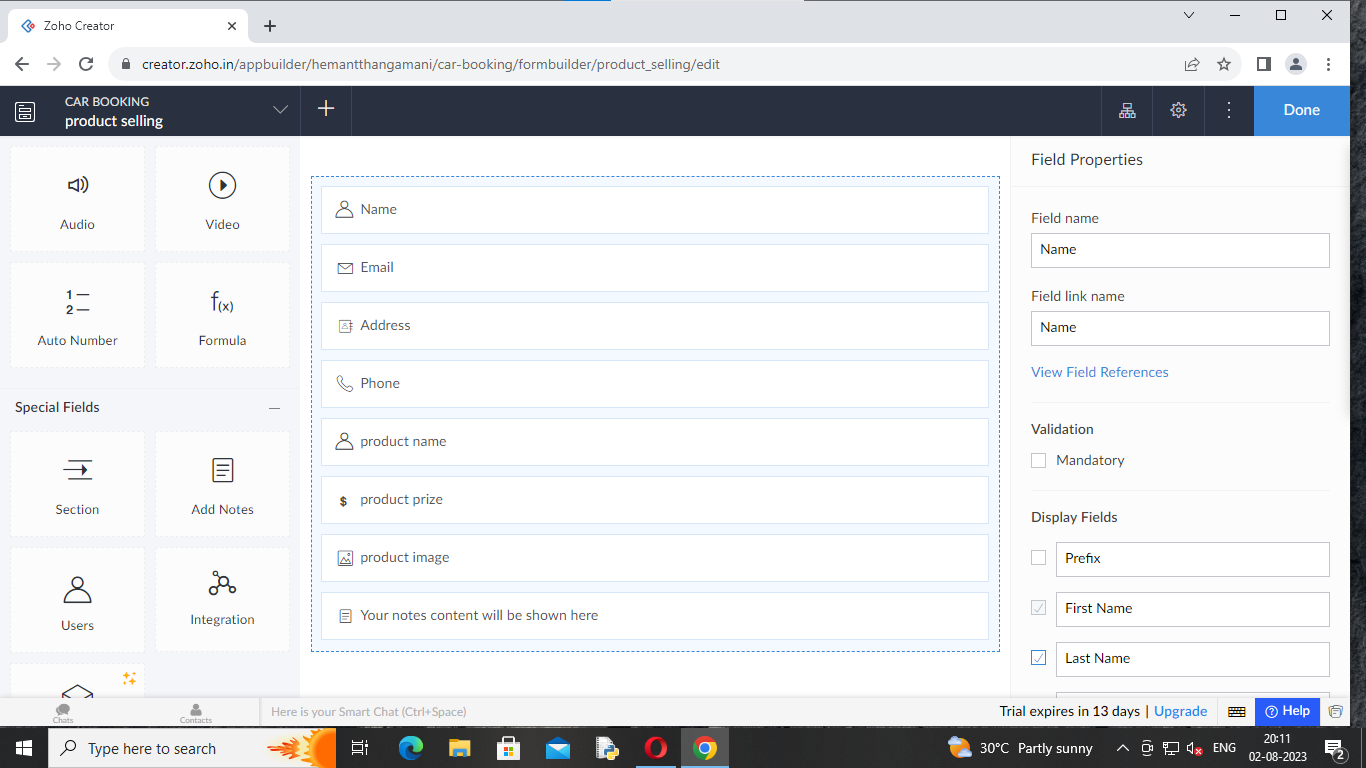 Zoho Creator
creator.zoho.in/appbuilder/hemantthangamani/car-booking/formbuilder/product_selling/edit
CAR BOOKING
product selling
Done
Audio
Video
1
2
Auto Number
f(x)
Formula
Special Fields
Section
Add Notes
Users
Integration
Name
Email
Address
Phone
product name
$ product prize
product image
Your notes content will be shown here
Field Properties
Field name
Name
Field link name
Name
View Field References
Validation
Mandatory
Display Fields
Prefix
First Name
Last Name
Chats
Contacts
Here is your Smart Chat (Ctrl+Space)
Trial expires in 13 days | Upgrade
Help
Type here to search
30°C Partly sunny
ENG
20:11
02-08-2023
2